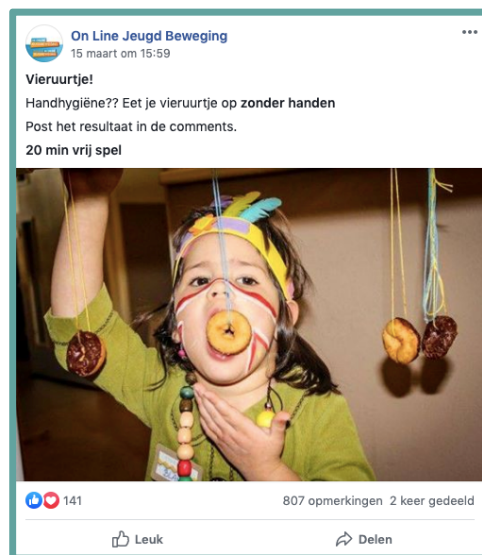 On Line Jeugd Beweging
15 maart om 15:59
Vieruurtje!
Handhygiëne?? Eet je vieruurtje op zonder handen
Post het resultaat in de comments.
20 min vrij spel
141
807 opmerkingen 2 keer gedeeld
Leuk
Delen